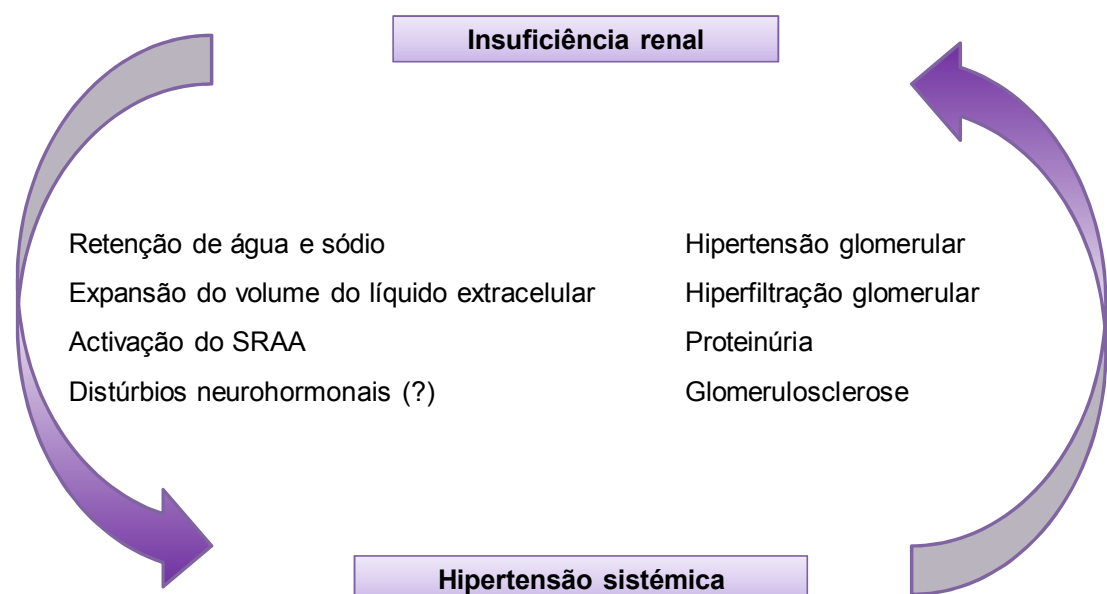 Insuficiência renal
Retenção de água e sódio
Expansão do volume do líquido extracelular
Activação do SRAA
Distúrbios neurohormonais (?)
Hipertensão glomerular
Hiperfiltração glomerular
Proteinúria
Glomerulosclerose
Hipertensão sistémica